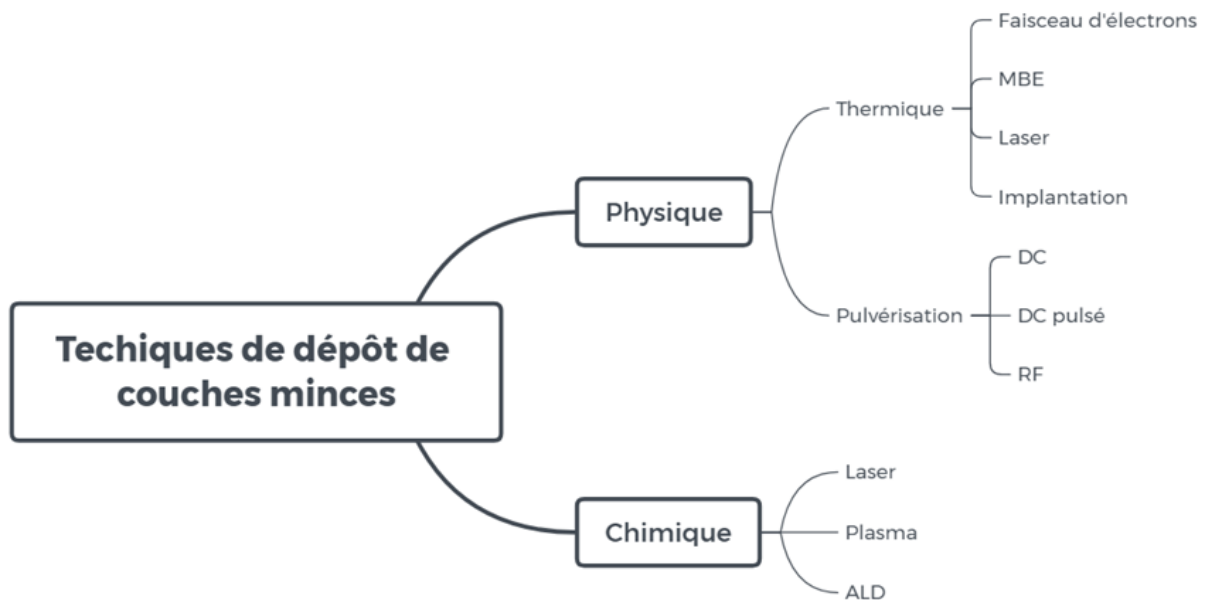 Faisceau d'électrons
MBE
Thermique
Laser
Implantation
Physique
DC
Pulvérisation
DC pulsé
RF
Techiques de dépôt de
couches minces
Laser
Chimique
Plasma
ALD